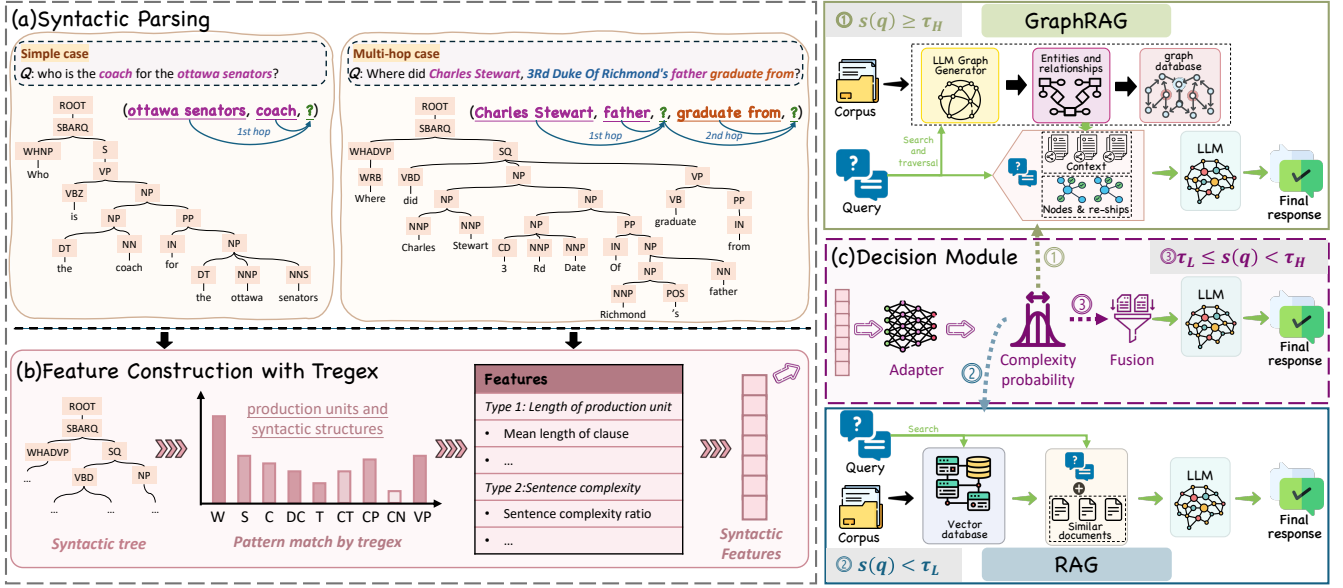 (a)Syntactic Parsing
Simple case
Q: who is the coach for the ottawa senators?
(ottawa senators, coach, ?)
1st hop
ROOT
SBARQ
WHNP
S
Who
VP
VBZ
NP
is
NP
PP
DT
NN
IN
NP
the
coach
for
DT
NNP
NNS
the
ottawa
senators
Multi-hop case
Q: Where did Charles Stewart, 3Rd Duke Of Richmond's father graduate from?
(Charles Stewart, father, ?, graduate from, ?)
1st hop
2nd hop
ROOT
SBARQ
WHADVP
SQ
WRB
VBD
NP
VP
Where
did
NP
NP
VB
PP
graduate
NNP
NNP
NP
PP
IN
Charles
Stewart
from
CD
NNP
NNP
IN
NP
3
Rd
Date
Of
NP
NN
father
NNP
POS
Richmond
's
(b)Feature Construction with Tregex
ROOT
SBARQ
WHADVP
SQ
...
VBD
NP
...
...
...
Syntactic tree
production units and
syntactic structures
W
S
C
DC
T
CT
CP
CN
VP
Pattern match by tregex
Features
Type 1: Length of production unit
• Mean length of clause
• ...
Type 2:Sentence complexity
• Sentence complexity ratio
• ...
Syntactic
Features
① s(q) ≥ τH
GraphRAG
Corpus
LLM Graph
Generator
Entities and
relationships
graph
database
Search
and
traversal
Query
Context
Nodes & re-ships
LLM
Final
response
①
(c)Decision Module
③τL ≤ s(q) < τH
Adapter
Complexity
probability
③
Fusion
LLM
Final
response
②
Query
Search
Corpus
Vector
database
Similar
documents
LLM
Final
response
② s(q) < τL
RAG